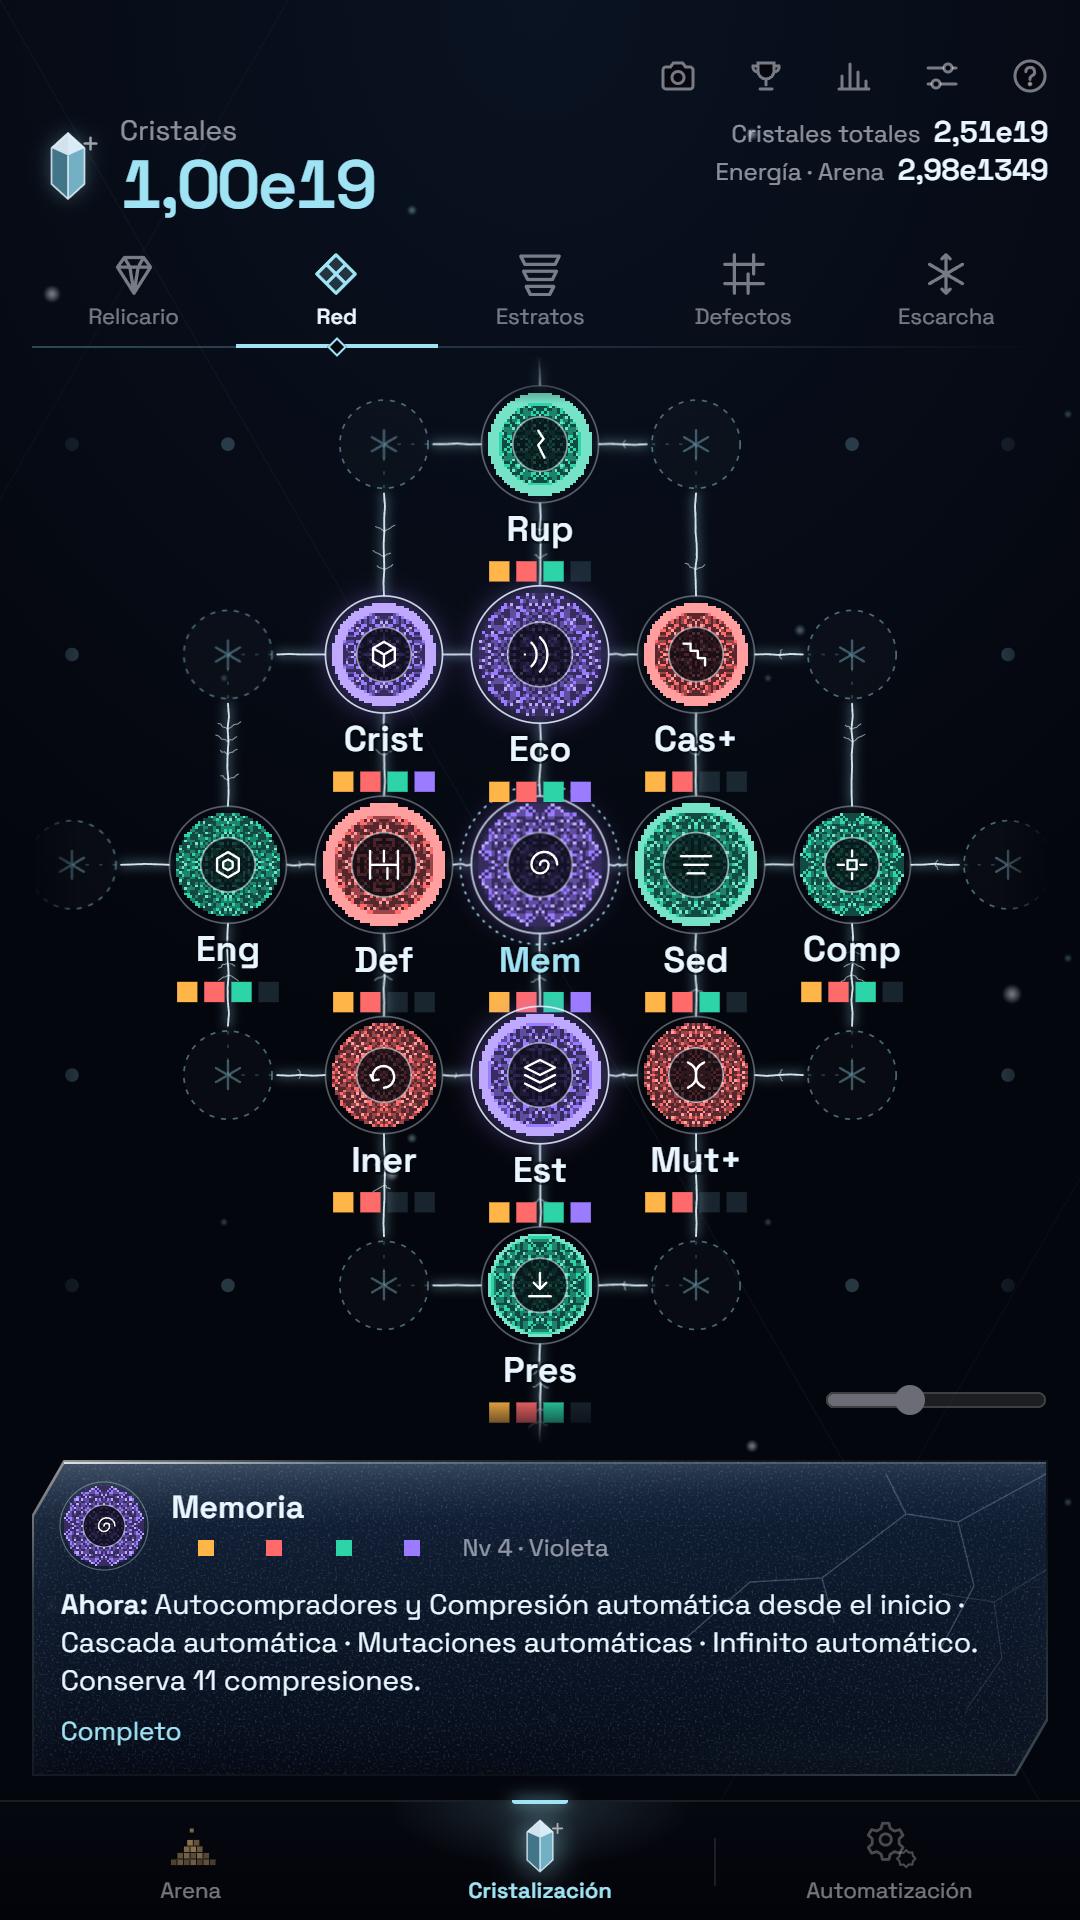 Cristales
1,00e19
Cristales totales 2,51e19
Energía · Arena 2,98e1349
Relicario
Red
Estratos
Defectos
Escarcha
Rup
Crist
Eco
Cas+
Eng
Def
Mem
Sed
Comp
Iner
Est
Mut+
Pres
Memoria
Nv 4 · Violeta
Ahora: Autocompradores y Compresión automática desde el inicio ·
Cascada automática · Mutaciones automáticas · Infinito automático.
Conserva 11 compresiones.
Completo
Arena
Cristalización
Automatización